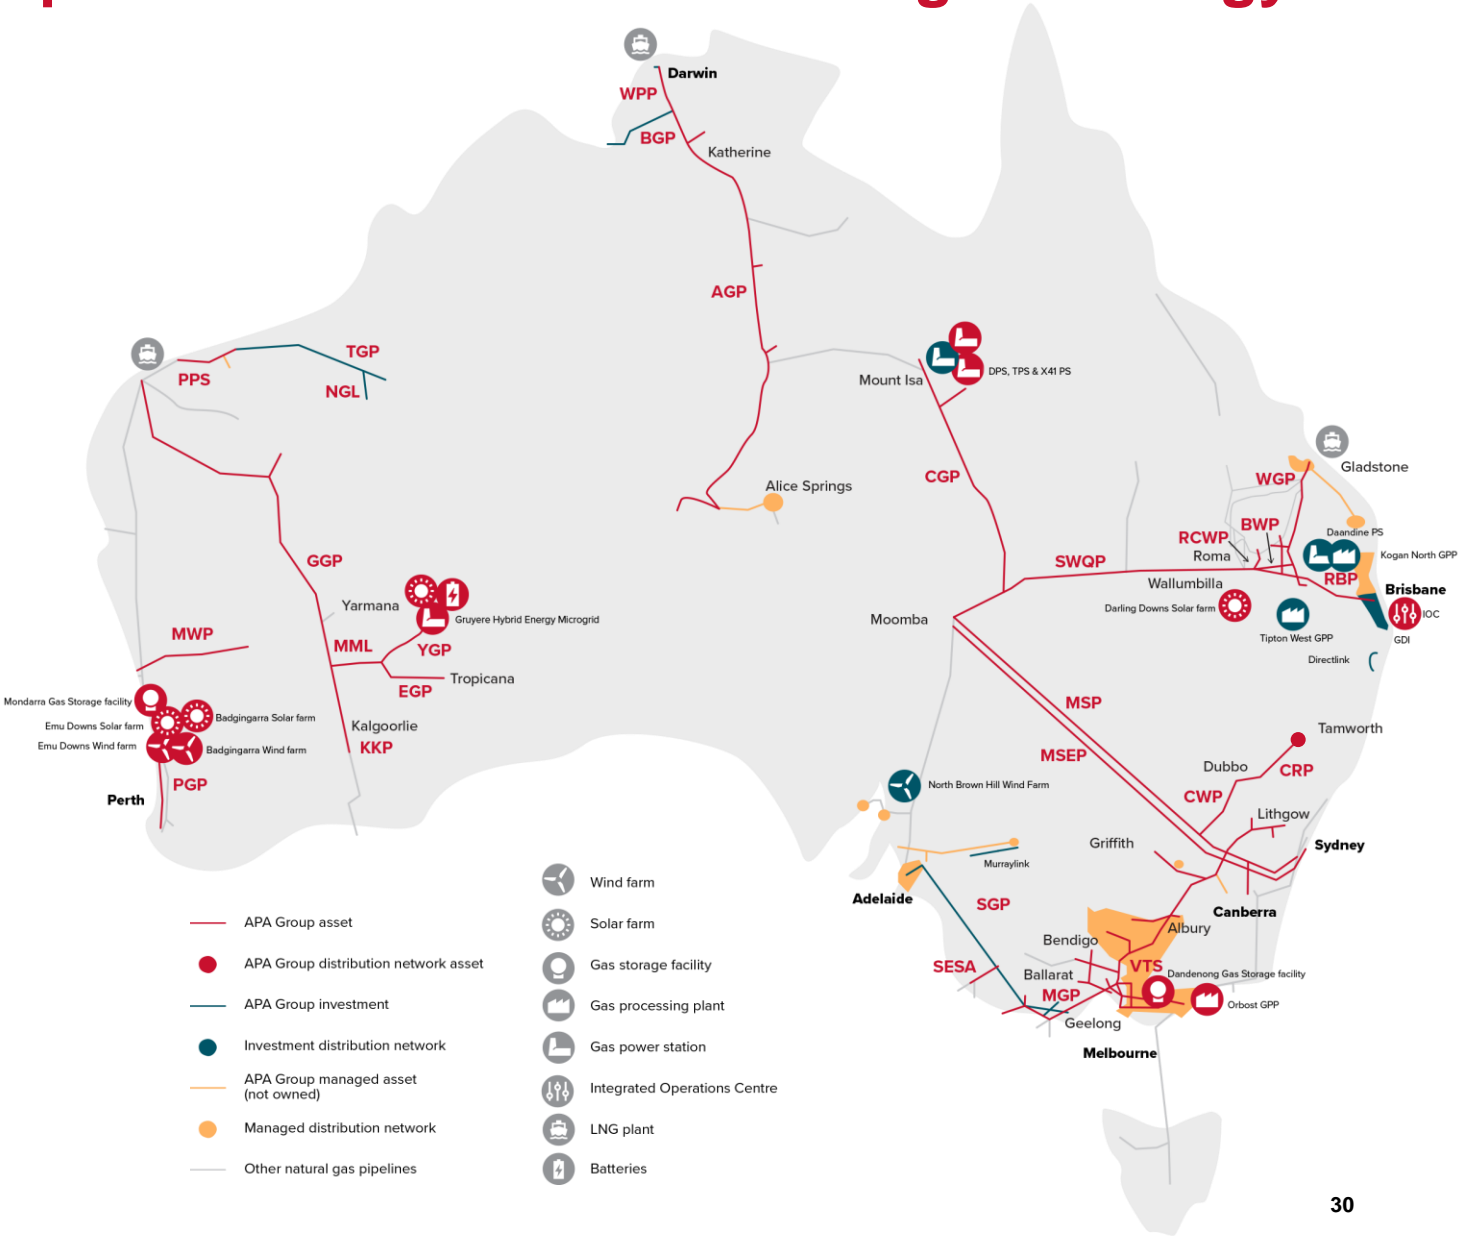 Darwin
WPP
BGP
Katherine
AGP
TGP
PPS
NGL
Mount Isa
DPS, TPS & X41 PS
Gladstone
WGP
CGP
Alice Springs
BWP
Daandine PS
RCWP
Roma
Kogan North GPP
SWQP
GGP
RBP
Wallumbilla
Brisbane
Yarmana
Darling Downs Solar farm
IOC
Gruyere Hybrid Energy Microgrid
Moomba
Tipton West GPP
GDI
MWP
MML
YGP
Directlink
Tropicana
EGP
Mondarra Gas Storage facility
MSP
Badgingarra Solar farm
Emu Downs Solar farm
Kalgoorlie
Tamworth
Emu Downs Wind farm
Badgingarra Wind farm
KKP
MSEP
Dubbo
CRP
PGP
North Brown Hill Wind Farm
CWP
Perth
Lithgow
Griffith
Sydney
Murraylink
Adelaide
SGP
Canberra
Albury
Bendigo
SESA
Ballarat
VTS
Dandenong Gas Storage facility
MGP
Orbost GPP
Geelong
Melbourne
APA Group asset
APA Group distribution network asset
APA Group investment
Investment distribution network
APA Group managed asset
(not owned)
Managed distribution network
Other natural gas pipelines
Wind farm
Solar farm
Gas storage facility
Gas processing plant
Gas power station
Integrated Operations Centre
LNG plant
Batteries
30